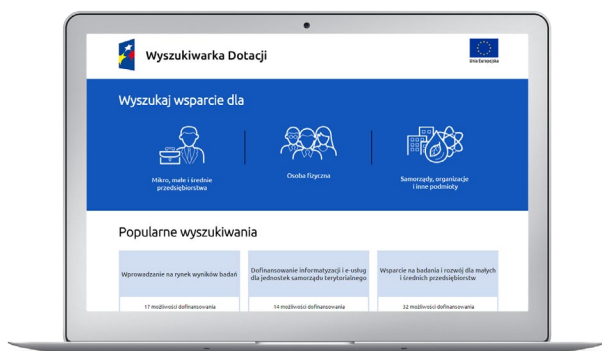 Wyszukiwarka Dotacji
Unia Europejska
Wyszukaj wsparcie dla
Mikro, małe i średnie
przedsiębiorstwa
Osoba fizyczna
Samorządy, organizacje
i inne podmioty
Popularne wyszukiwania
Wprowadzanie na rynek wyników badań
Dofinansowanie informatyzacji i e-usług
dla jednostek samorządu terytorialnego
Wsparcie na badania i rozwój dla małych
i średnich przedsiębiorstw
17 możliwości dofinansowania
14 możliwości dofinansowania
32 możliwości dofinansowania